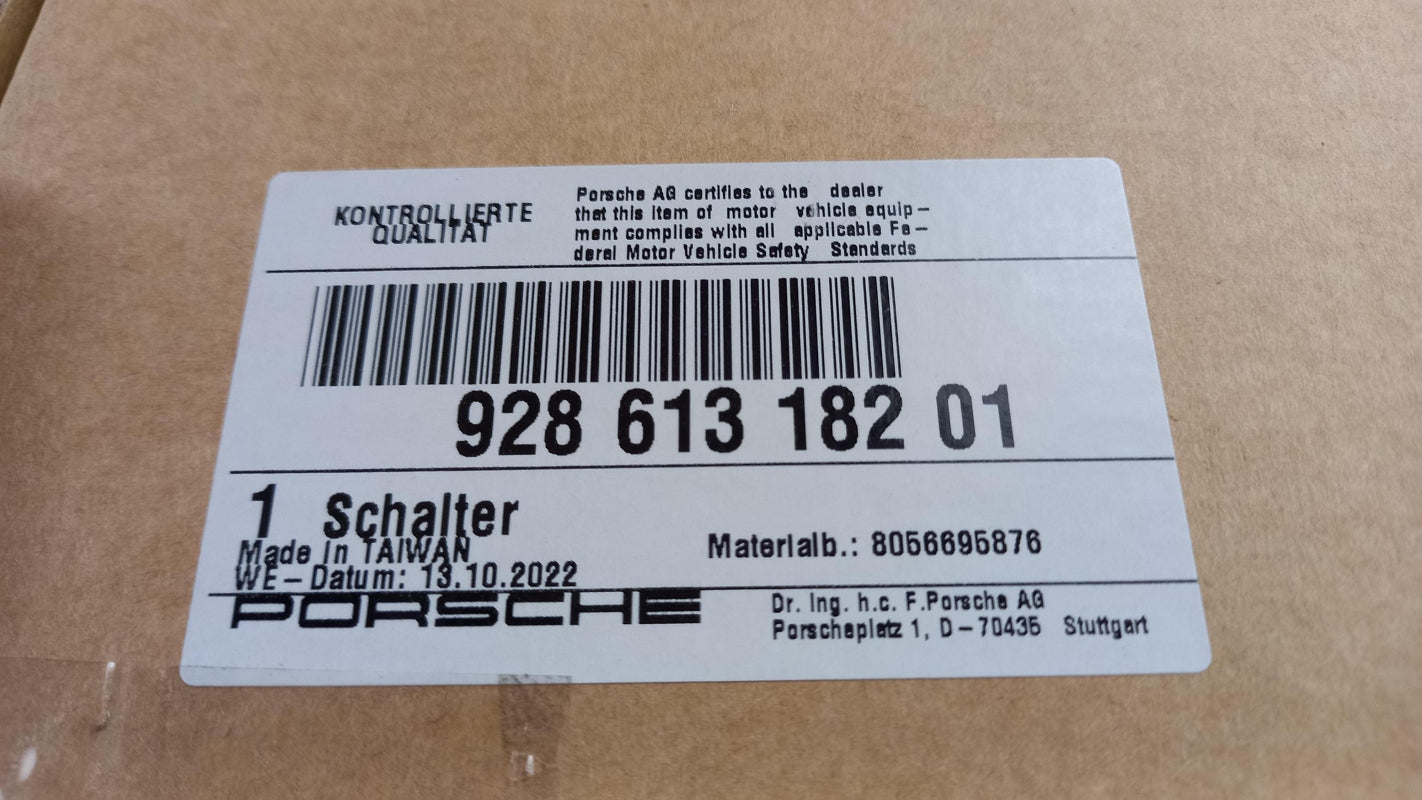 KONTROLLIERTE
QUALITÄT
Porsche AG certifies to the dealer
that this item of motor vehicle equip-
ment complies with all applicable Fe-
deral Motor Vehicle Safety Standards
928 613 182 01
1 Schalter
Made In TAIWAN
WE-Datum: 13.10.2022
Materialb.: 8056695876
PORSCHE
Dr. Ing. h.c. F.Porsche AG
Porscheplatz 1, D-70435 Stuttgart